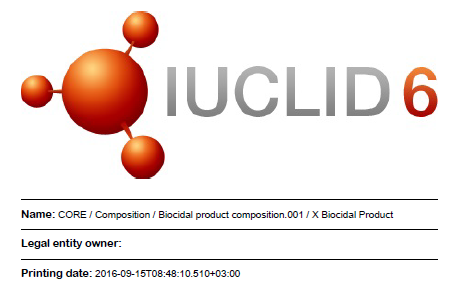 IUCLID 6
Name: CORE / Composition / Biocidal product composition.001 / X Biocidal Product
Legal entity owner:
Printing date: 2016-09-15T08:48:10.510+03:00